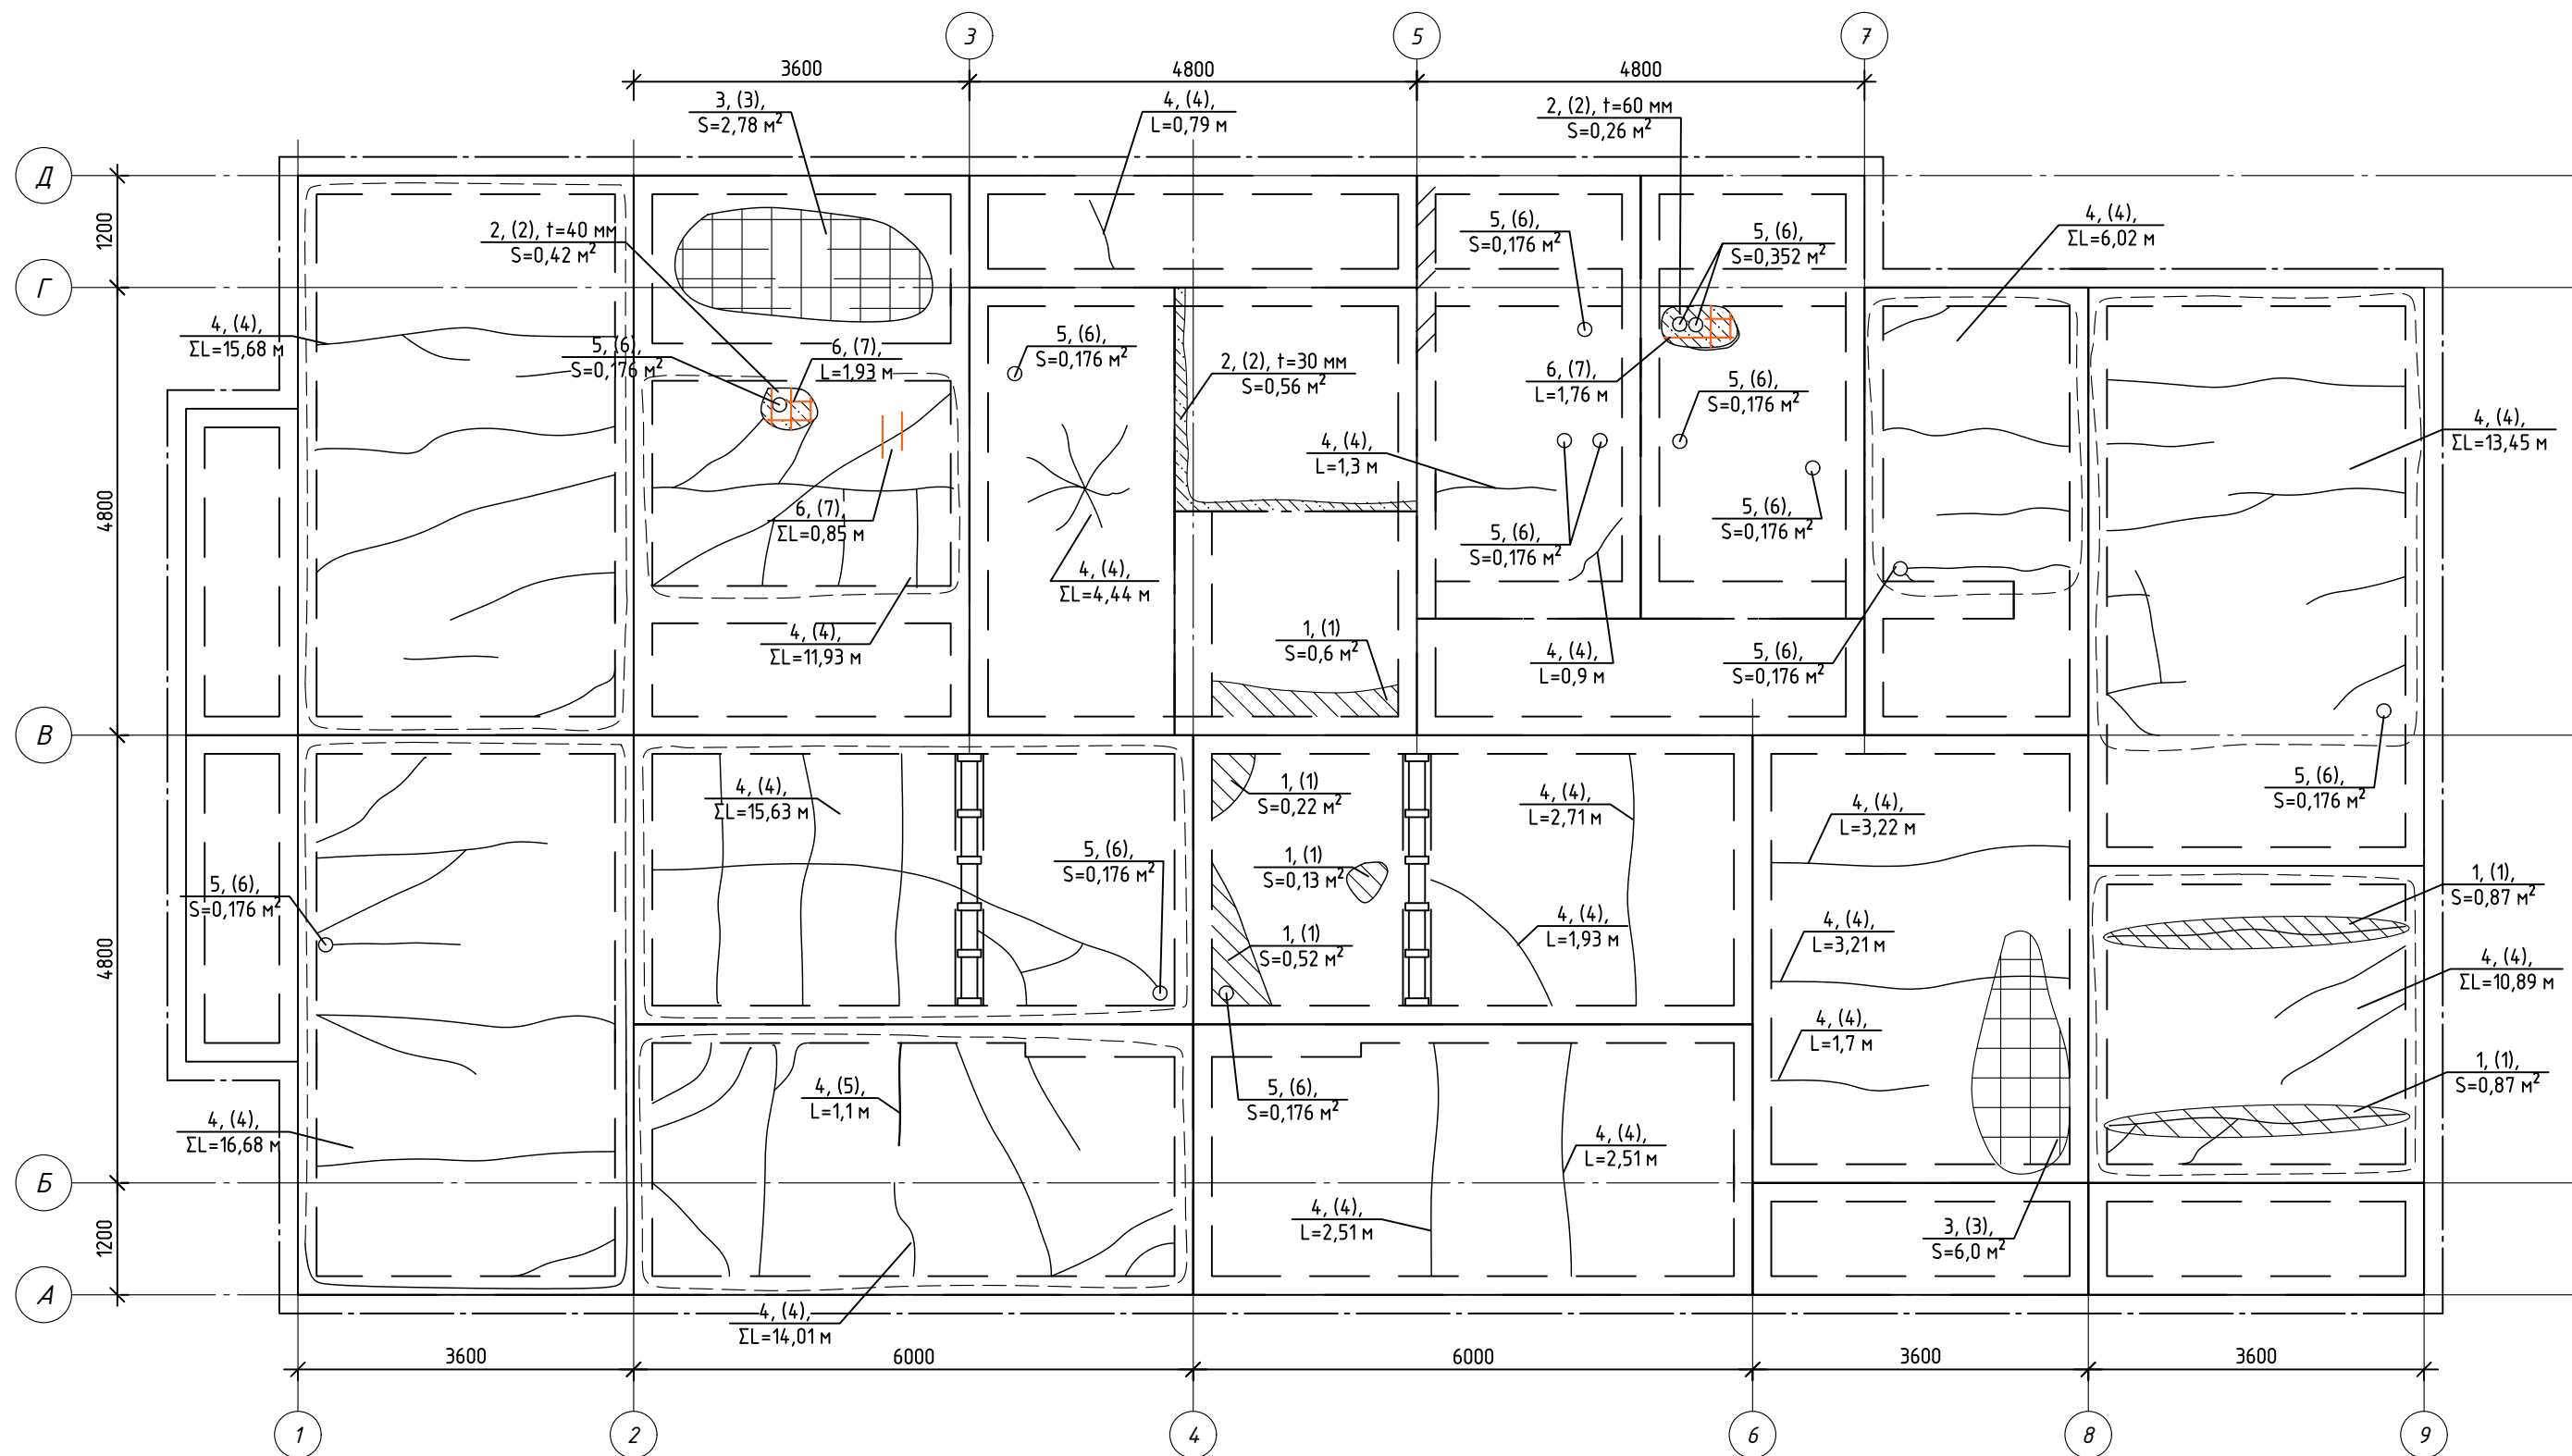 3
5
7
3600
4800
4800
3, (3),
S=2,78 м²
4, (4),
L=0,79 м
2, (2), t=60 мм
S=0,26 м²
Д
1200
2, (2), t=40 мм
S=0,42 м²
5, (6),
S=0,176 м²
5, (6),
S=0,352 м²
4, (4),
ΣL=6,02 м
Г
4, (4),
ΣL=15,68 м
5, (6),
S=0,176 м²
6, (7),
L=1,93 м
5, (6),
S=0,176 м²
2, (2), t=30 мм
S=0,56 м²
6, (7),
L=1,76 м
5, (6),
S=0,176 м²
4, (4),
L=1,3 м
4, (4),
ΣL=13,45 м
4800
6, (7),
ΣL=0,85 м
5, (6),
S=0,176 м²
5, (6),
S=0,176 м²
4, (4),
ΣL=4,44 м
4, (4),
ΣL=11,93 м
1, (1)
S=0,6 м²
4, (4),
L=0,9 м
5, (6),
S=0,176 м²
В
4, (4),
ΣL=15,63 м
1, (1)
S=0,22 м²
4, (4),
L=2,71 м
4, (4),
L=3,22 м
5, (6),
S=0,176 м²
5, (6),
S=0,176 м²
5, (6),
S=0,176 м²
1, (1)
S=0,13 м²
1, (1),
S=0,87 м²
4800
1, (1)
S=0,52 м²
4, (4),
L=1,93 м
4, (4),
L=3,21 м
4, (4),
ΣL=10,89 м
4, (4),
L=1,7 м
4, (5),
L=1,1 м
5, (6),
S=0,176 м²
1, (1),
S=0,87 м²
4, (4),
ΣL=16,68 м
4, (4),
L=2,51 м
Б
4, (4),
L=2,51 м
3, (3),
S=6,0 м²
1200
А
4, (4),
ΣL=14,01 м
3600
6000
6000
3600
3600
1
2
4
6
8
9